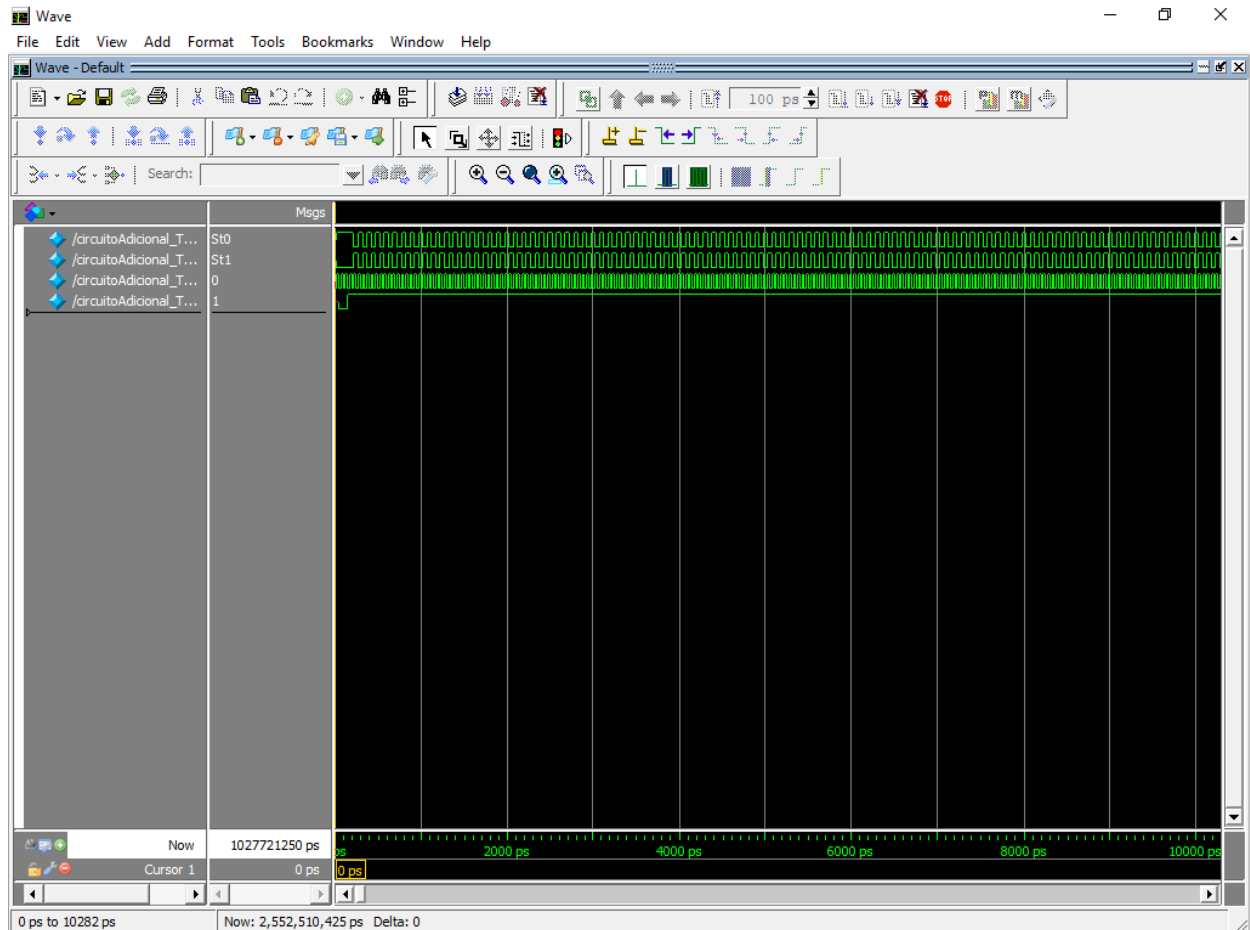 Wave
File Edit View Add Format Tools Bookmarks Window Help
Wave - Default
100 ps
STOP
Search:
Msgs
/circuitoAdicional_T... St0
/circuitoAdicional_T... St1
/circuitoAdicional_T... 0
/circuitoAdicional_T... 1
Now 1027721250 ps
ps 2000 ps 4000 ps 6000 ps 8000 ps 10000 ps
Cursor 1 0 ps 0 ps
0 ps to 10282 ps Now: 2,552,510,425 ps Delta: 0